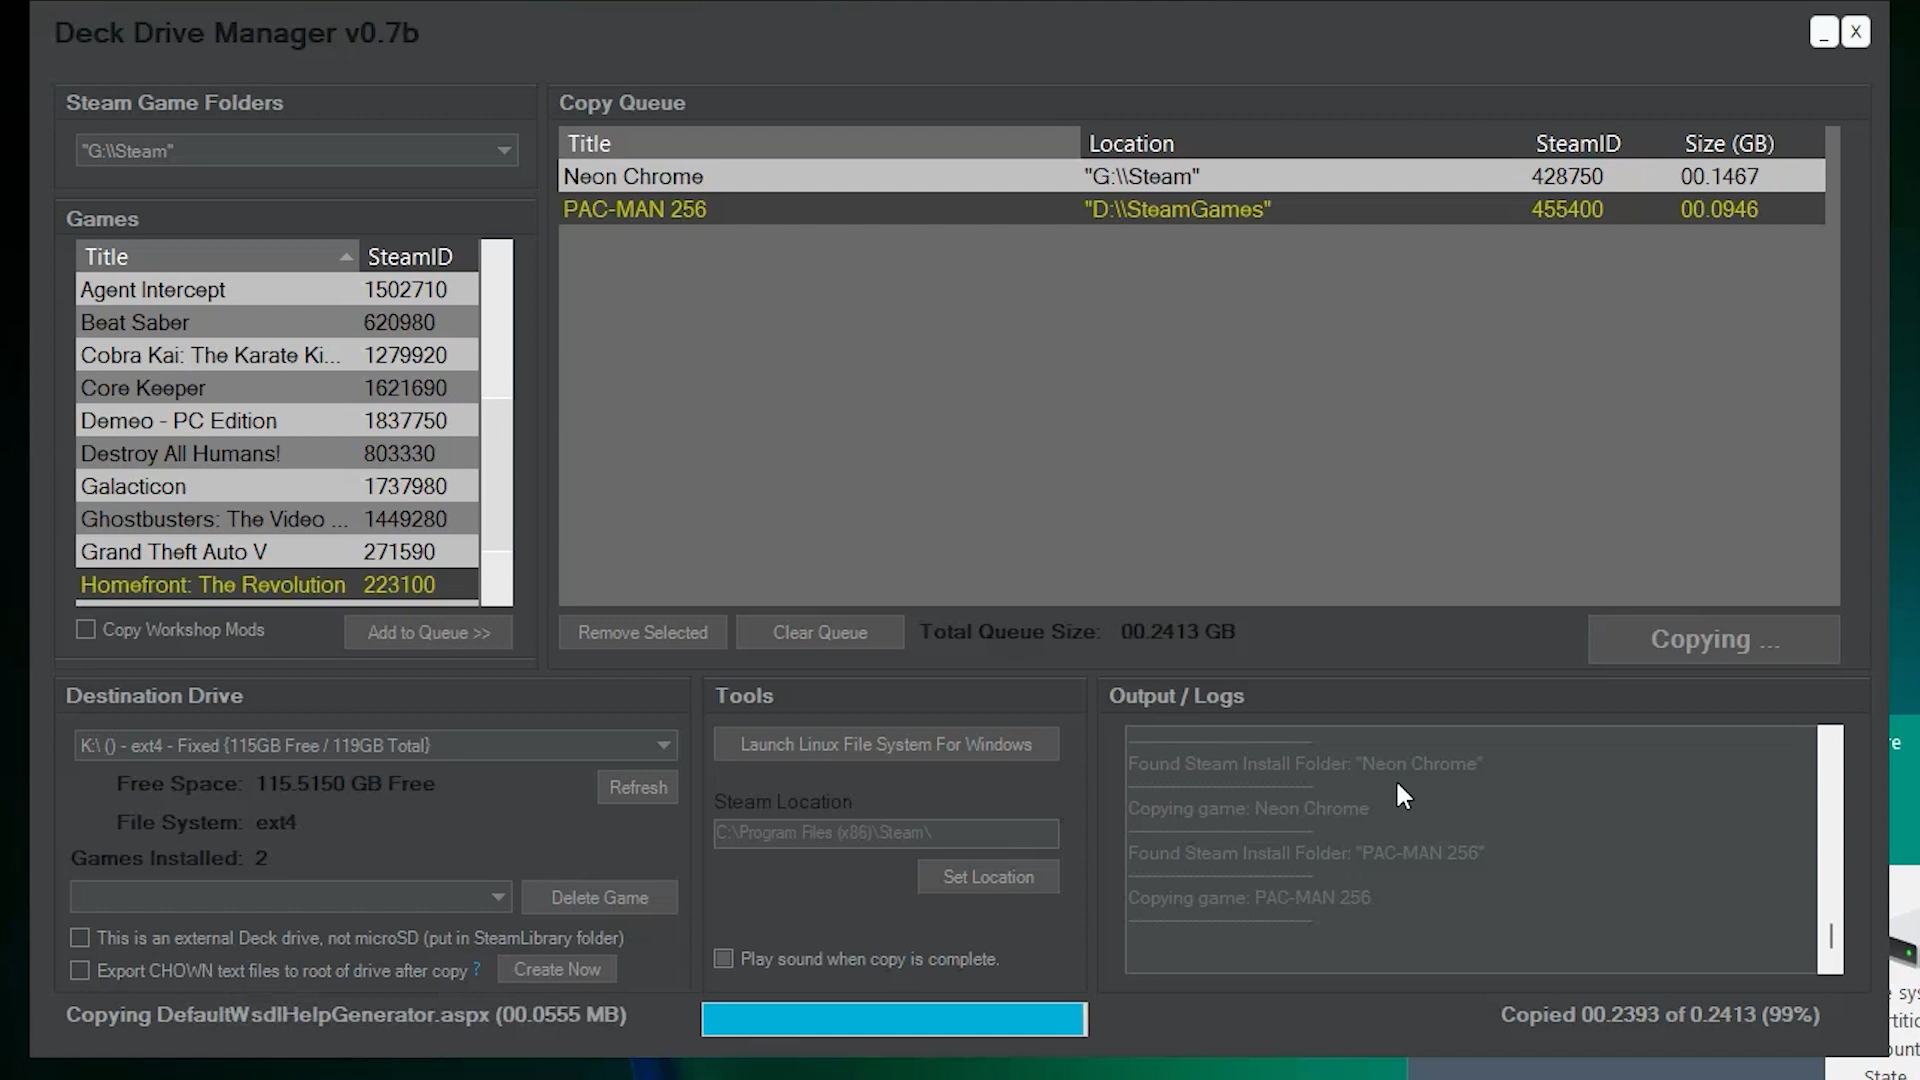 Deck Drive Manager v0.7b
_ X
Steam Game Folders
"G:\\Steam"
Games
Title SteamID
Agent Intercept 1502710
Beat Saber 620980
Cobra Kai: The Karate Ki... 1279920
Core Keeper 1621690
Demeo - PC Edition 1837750
Destroy All Humans! 803330
Galacticon 1737980
Ghostbusters: The Video ... 1449280
Grand Theft Auto V 271590
Homefront: The Revolution 223100
Copy Workshop Mods
Add to Queue >>
Copy Queue
Title Location SteamID Size (GB)
Neon Chrome "G:\\Steam" 428750 00.1467
PAC-MAN 256 "D:\\SteamGames" 455400 00.0946
Remove Selected
Clear Queue
Total Queue Size: 00.2413 GB
Copying ...
Destination Drive
K:\ () - ext4 - Fixed {115GB Free / 119GB Total}
Free Space: 115.5150 GB Free
Refresh
File System: ext4
Games Installed: 2
Delete Game
This is an external Deck drive, not microSD (put in SteamLibrary folder)
Export CHOWN text files to root of drive after copy ?
Create Now
Tools
Launch Linux File System For Windows
Steam Location
C:\Program Files (x86)\Steam\
Set Location
Play sound when copy is complete.
Output / Logs
Found Steam Install Folder: "Neon Chrome"
Copying game: Neon Chrome
Found Steam Install Folder: "PAC-MAN 256"
Copying game: PAC-MAN 256
Copying DefaultWsdlHelpGenerator.aspx (00.0555 MB)
Copied 00.2393 of 0.2413 (99%)
State